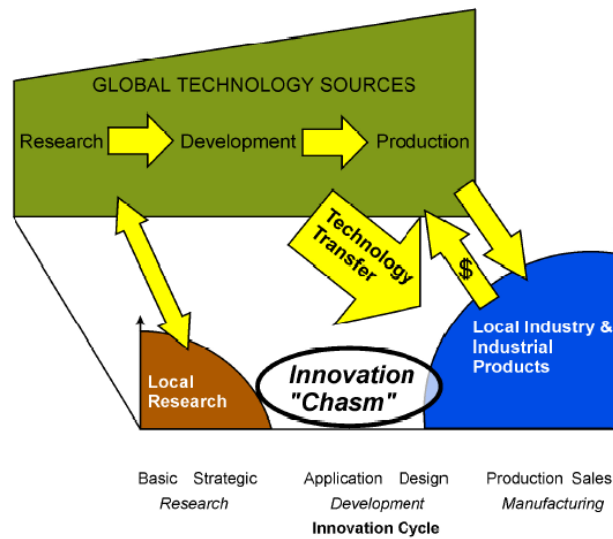 GLOBAL TECHNOLOGY SOURCES
Research Development Production
Technology
Transfer
$
Local Industry &
Industrial
Products
Local
Research
Innovation
"Chasm"
Basic Strategic Application Design Production Sales
Research Development Manufacturing
Innovation Cycle